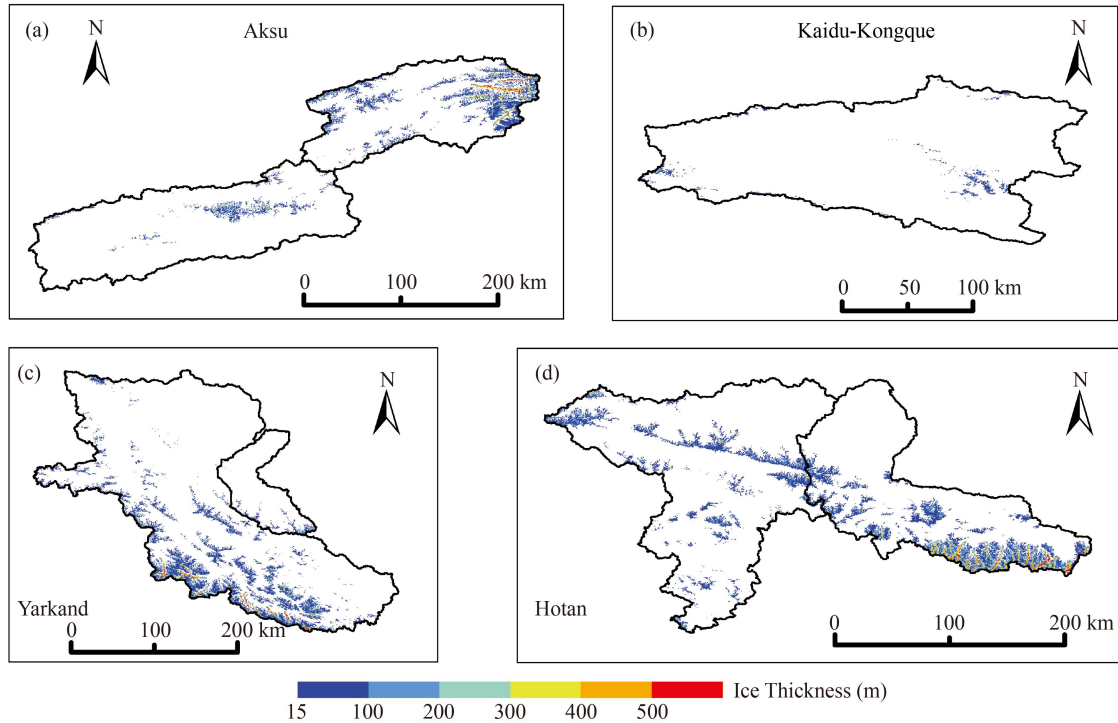 (a) N Aksu
0 100 200 km
(b) Kaidu-Kongque N
0 50 100 km
(c) N
Yarkand
0 100 200 km
(d) N
Hotan
0 100 200 km
Ice Thickness (m)
15 100 200 300 400 500